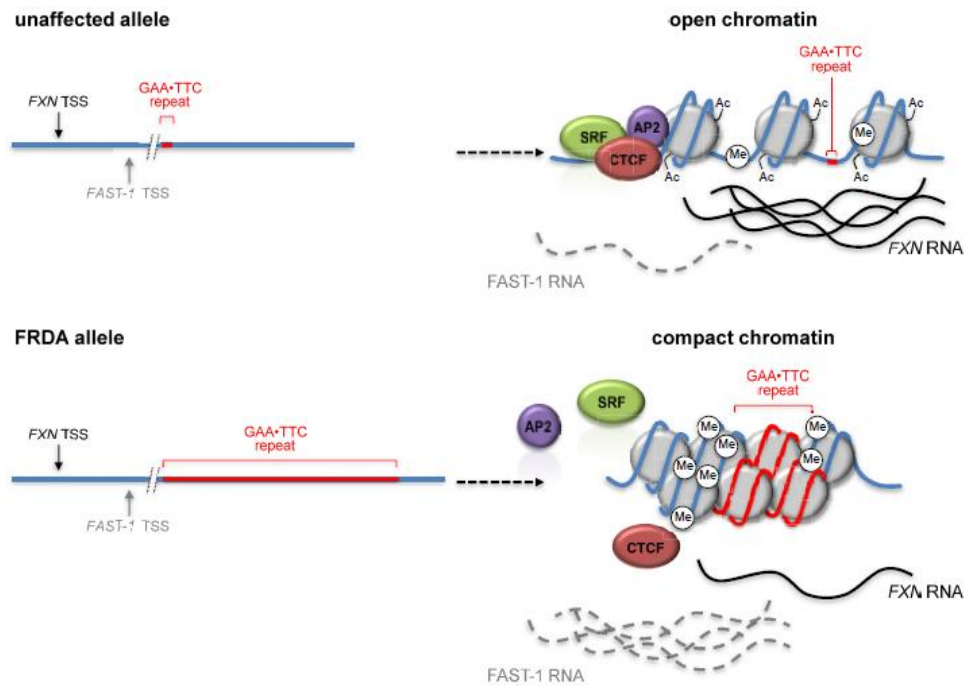 unaffected allele
open chromatin
GAA•TTC
repeat
FXN TSS
FAST-1 TSS
GAA•TTC
repeat
SRF
AP2
CTCF
Ac
Ac
Ac
Ac
Ac
Me
Me
FXN RNA
FAST-1 RNA
FRDA allele
compact chromatin
GAA•TTC
repeat
FXN TSS
FAST-1 TSS
GAA•TTC
repeat
AP2
SRF
CTCF
Me
Me
Me
Me
Me
Me
Me
FXN RNA
FAST-1 RNA